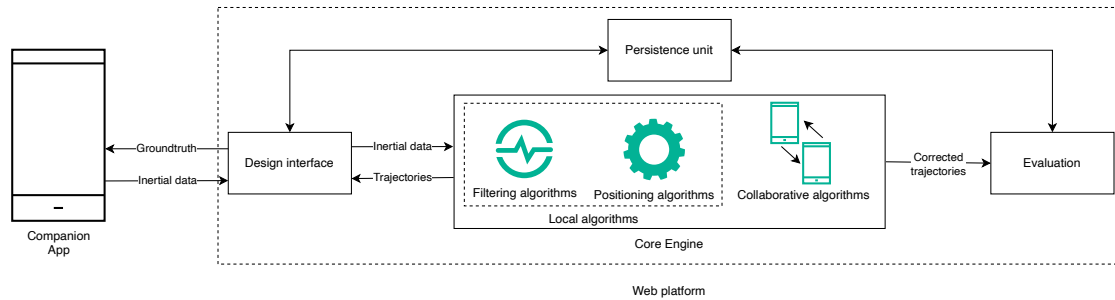 Persistence unit
Groundtruth
Inertial data
Design interface
Inertial data
Trajectories
Filtering algorithms
Positioning algorithms
Local algorithms
Collaborative algorithms
Core Engine
Corrected
trajectories
Evaluation
Companion
App
Web platform